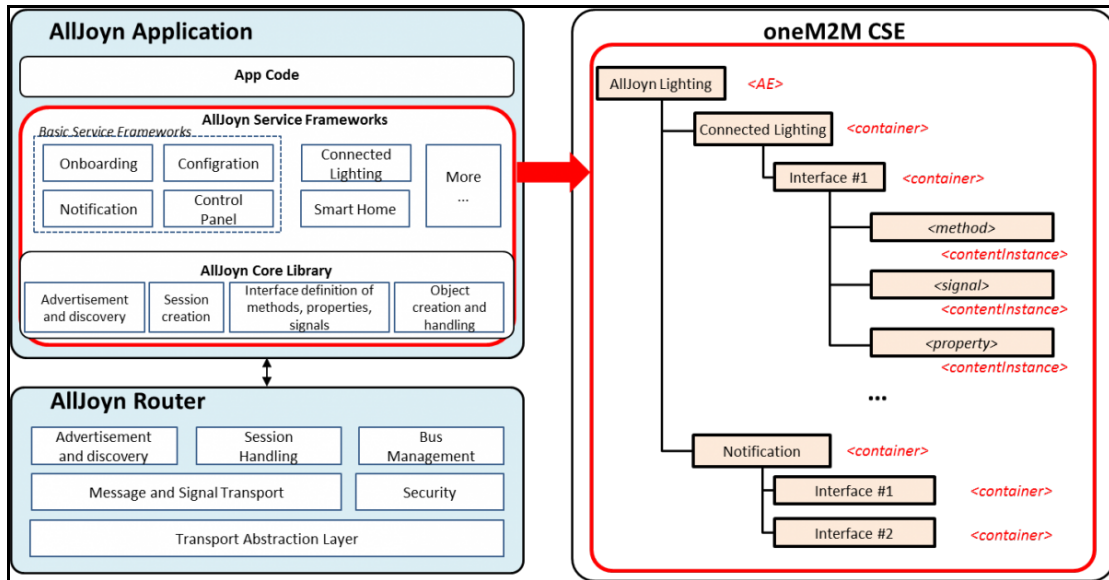 AllJoyn Application
App Code
AllJoyn Service Frameworks
Basic Service Frameworks
Onboarding
Configration
Connected
Lighting
More
...
Notification
Control
Panel
Smart Home
AllJoyn Core Library
Advertisement
and discovery
Session
creation
Interface definition of
methods, properties,
signals
Object
creation and
handling
AllJoyn Router
Advertisement
and discovery
Session
Handling
Bus
Management
Message and Signal Transport
Security
Transport Abstraction Layer
oneM2M CSE
AllJoyn Lighting
<AE>
Connected Lighting
<container>
Interface #1
<container>
<method>
<contentInstance>
<signal>
<contentInstance>
<property>
<contentInstance>
...
Notification
<container>
Interface #1
<container>
Interface #2
<container>